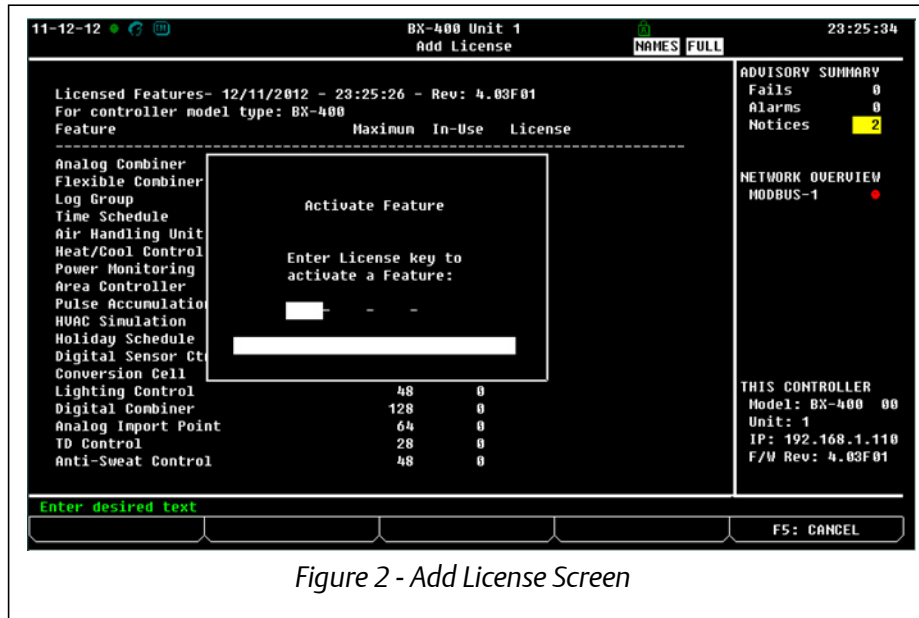 11-12-12 BX-400 Unit 1 23:25:34
Add License NAMES FULL
Licensed Features- 12/11/2012 - 23:25:26 - Rev: 4.03F01
For controller model type: BX-400
Feature Maximum In-Use License
Analog Combiner
Flexible Combiner
Log Group
Time Schedule
Air Handling Unit
Heat/Cool Control
Power Monitoring
Area Controller
Pulse Accumulatio
HVAC Simulation
Holiday Schedule
Digital Sensor Ct
Conversion Cell
Lighting Control 48 0
Digital Combiner 128 0
Analog Import Point 64 0
TD Control 28 0
Anti-Sweat Control 48 0
Activate Feature
Enter License key to
activate a Feature:
- - -
ADVISORY SUMMARY
Fails 0
Alarms 0
Notices 2
NETWORK OVERVIEW
MODBUS-1
THIS CONTROLLER
Model: BX-400 00
Unit: 1
IP: 192.168.1.110
F/W Rev: 4.03F01
Enter desired text
F5: CANCEL
Figure 2 - Add License Screen